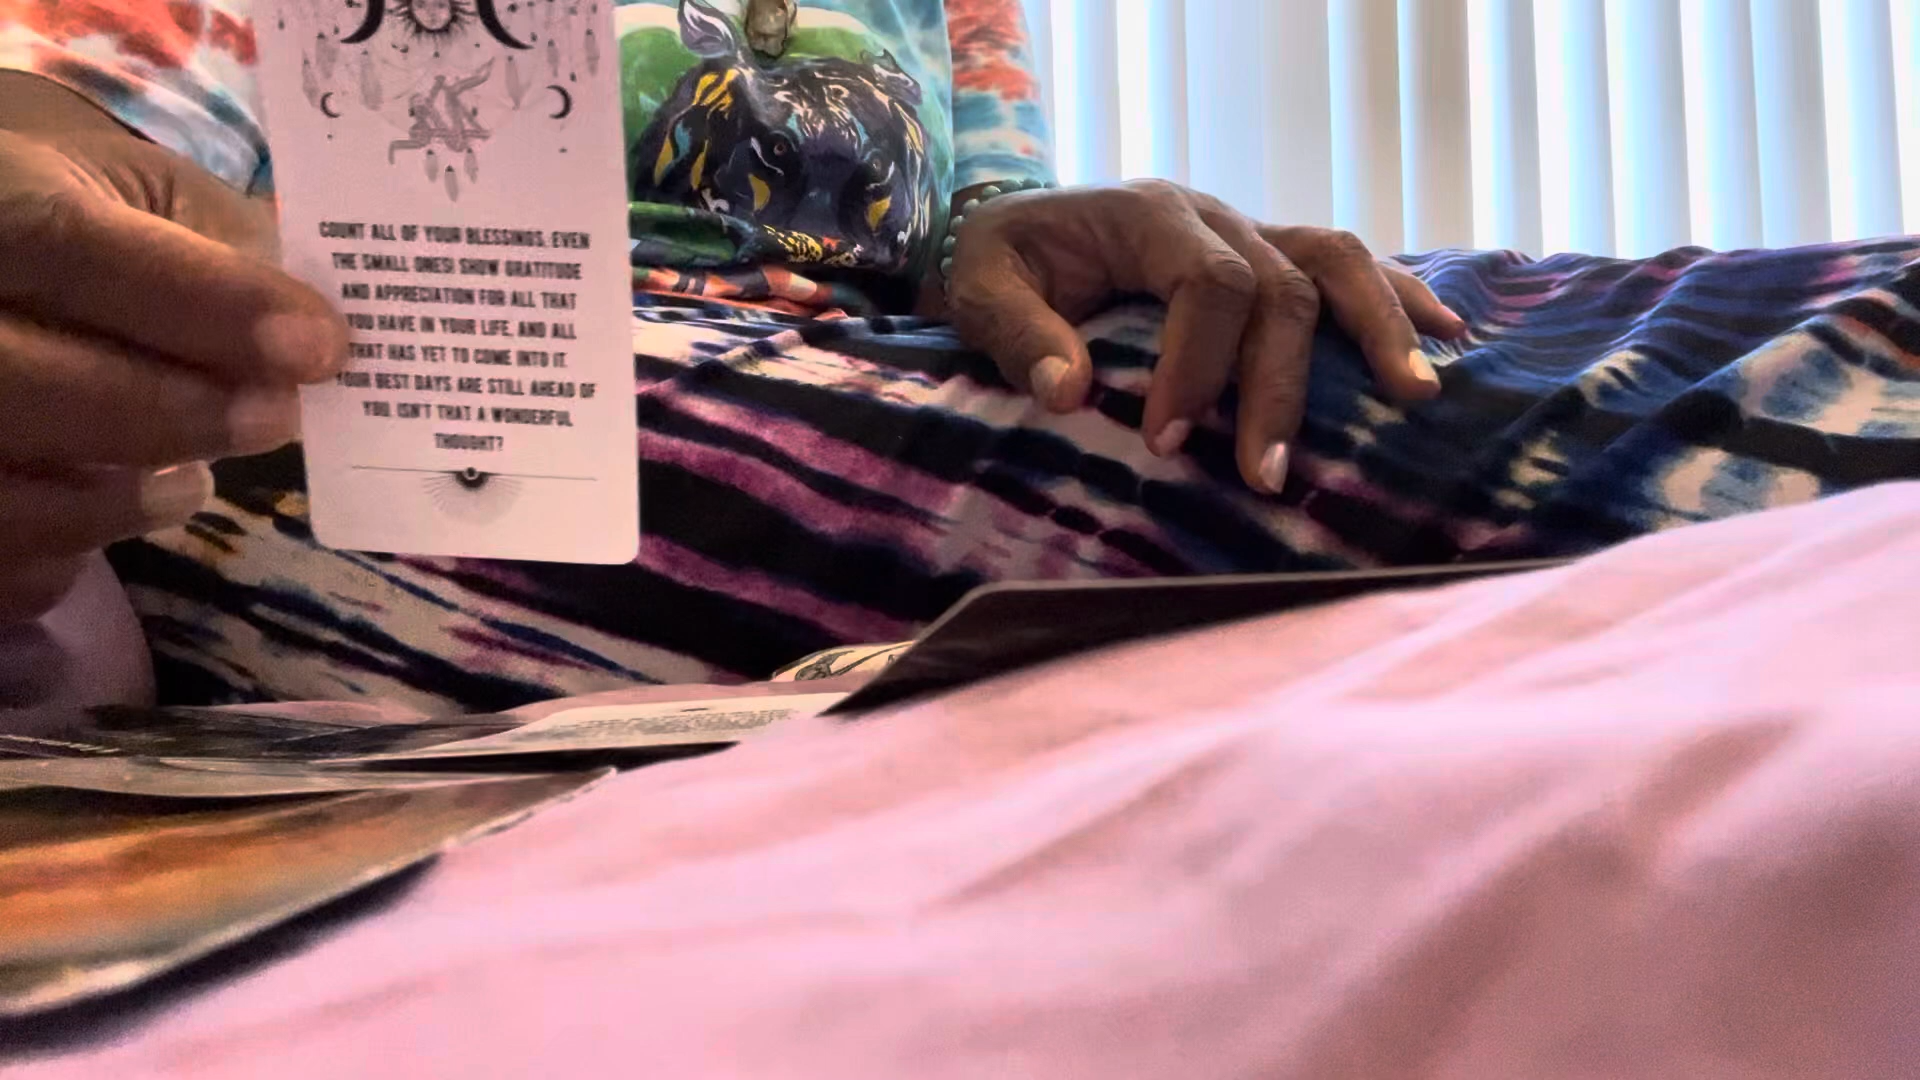 COUNT ALL OF YOUR BLESSINGS, EVEN
THE SMALL ONES! SHOW GRATITUDE
AND APPRECIATION FOR ALL THAT
YOU HAVE IN YOUR LIFE, AND ALL
THAT HAS YET TO COME INTO IT.
YOUR BEST DAYS ARE STILL AHEAD OF
YOU. ISN'T THAT A WONDERFUL
THOUGHT?